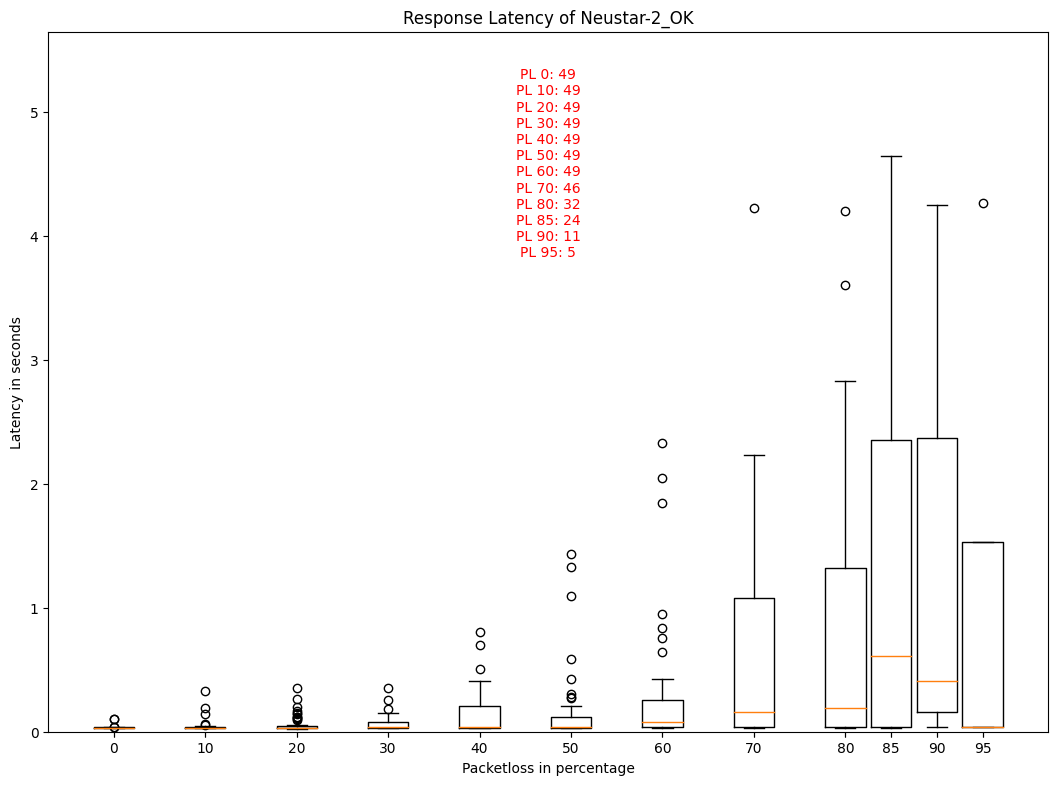 Response Latency of Neustar-2_OK
PL 0: 49
PL 10: 49
PL 20: 49
PL 30: 49
PL 40: 49
PL 50: 49
PL 60: 49
PL 70: 46
PL 80: 32
PL 85: 24
PL 90: 11
PL 95: 5
Latency in seconds
5
4
3
2
1
0
0 10 20 30 40 50 60 70 80 85 90 95
Packetloss in percentage